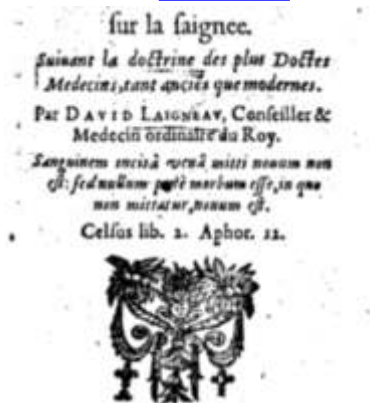 sur la ſaignee.
Suiuant la doctrine des plus Doctes
Medecins, tant anciẽs que modernes.
Par DAVID LAIGNEAV, Conſeiller &
Medecin ordinaire du Roy.
Sanguinem inciſâ venâ mitti nouum non
eſt: ſed nullum penè morbum eſſe, in quo
non mittatur, nouum eſt.
Celſus lib. 2. Aphor. 11.